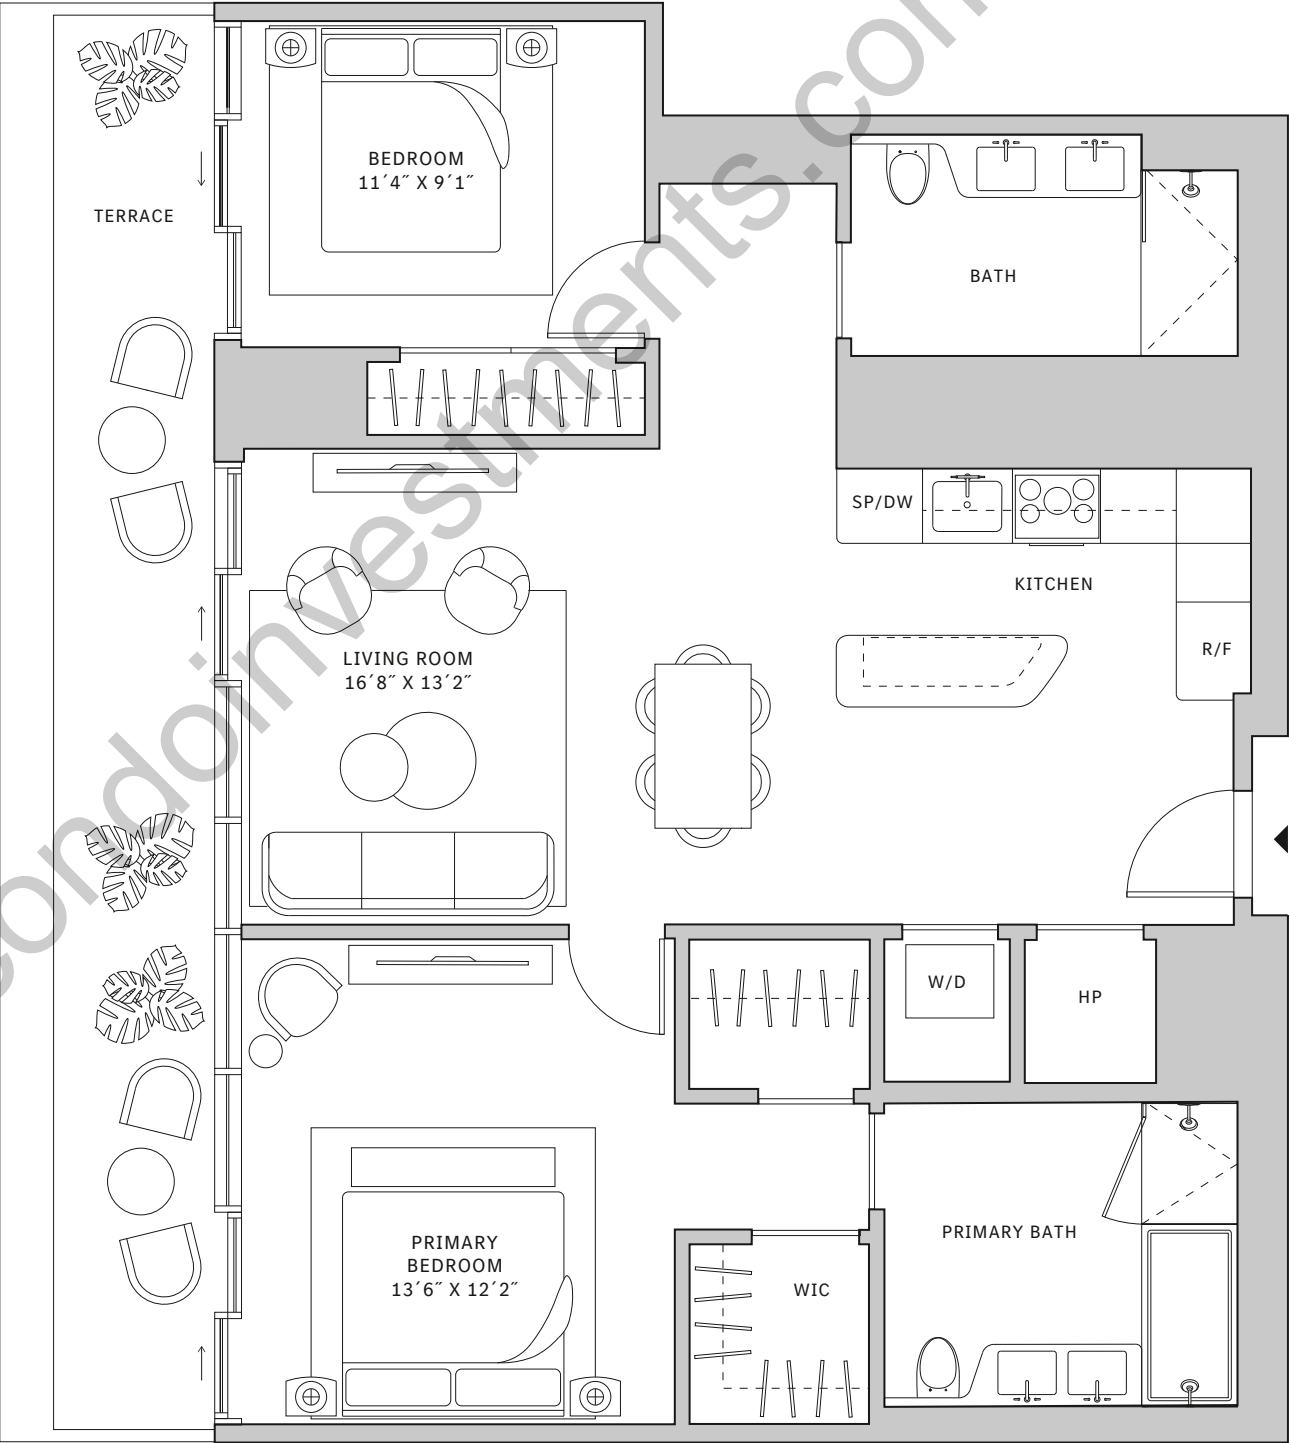 BEDROOM
11´4˝ X 9´1˝
TERRACE
BATH
SP/DW
KITCHEN
R/F
LIVING ROOM
16´8˝ X 13´2˝
W/D
HP
PRIMARY
BEDROOM
13´6˝ X 12´2˝
WIC
PRIMARY BATH
condoinvestments.com